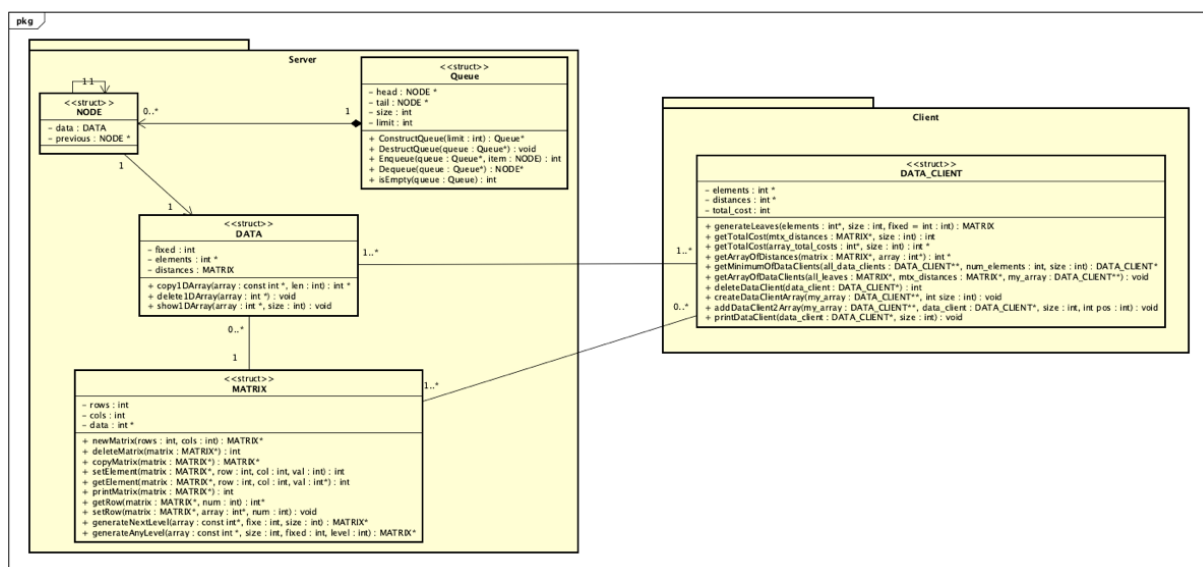 pkg
Server
1 1
<<struct>>
NODE
- data : DATA
- previous : NODE *
0..*
1
<<struct>>
Queue
- head : NODE *
- tail : NODE *
- size : int
- limit : int
+ ConstructQueue(limit : int) : Queue*
+ DestructQueue(queue : Queue*) : void
+ Enqueue(queue : Queue*, item : NODE) : int
+ Dequeue(queue : Queue*) : NODE*
+ isEmpty(queue : Queue) : int
1
1
<<struct>>
DATA
- fixed : int
- elements : int *
- distances : MATRIX
+ copy1DArray(array : const int *, len : int) : int *
+ delete1DArray(array : int *) : void
+ show1DArray(array : int *, size : int) : void
1..*
0..*
1
<<struct>>
MATRIX
- rows : int
- cols : int
- data : int *
+ newMatrix(rows : int, cols : int) : MATRIX*
+ deleteMatrix(matrix : MATRIX*) : int
+ copyMatrix(matrix : MATRIX*) : MATRIX*
+ setElement(matrix : MATRIX*, row : int, col : int, val : int) : int
+ getElement(matrix : MATRIX*, row : int, col : int, val : int*) : int
+ printMatrix(matrix : MATRIX*) : int
+ getRow(matrix : MATRIX*, num : int) : int*
+ setRow(matrix : MATRIX*, array : int*, num : int) : void
+ generateNextLevel(array : const int*, fixe : int, size : int) : MATRIX*
+ generateAnyLevel(array : const int *, size : int, fixed : int, level : int) : MATRIX*
1..*
Client
1..*
0..*
<<struct>>
DATA_CLIENT
- elements : int *
- distances : int *
- total_cost : int
+ generateLeaves(elements : int*, size : int, fixed = int : int) : MATRIX
+ getTotalCost(mtx_distances : MATRIX*, size : int) : int
+ getTotalCost(array_total_costs : int*, size : int) : int *
+ getArrayOfDistances(matrix : MATRIX*, array : int*) : int *
+ getMinimumOfDataClients(all_data_clients : DATA_CLIENT**, num_elements : int, size : int) : DATA_CLIENT*
+ getArrayOfDataClients(all_leaves : MATRIX*, mtx_distances : MATRIX*, my_array : DATA_CLIENT**) : void
+ deleteDataClient(data_client : DATA_CLIENT*) : int
+ createDataClientArray(my_array : DATA_CLIENT**, int size : int) : void
+ addDataClient2Array(my_array : DATA_CLIENT**, data_client : DATA_CLIENT*, size : int, int pos : int) : void
+ printDataClient(data_client : DATA_CLIENT*, size : int) : void